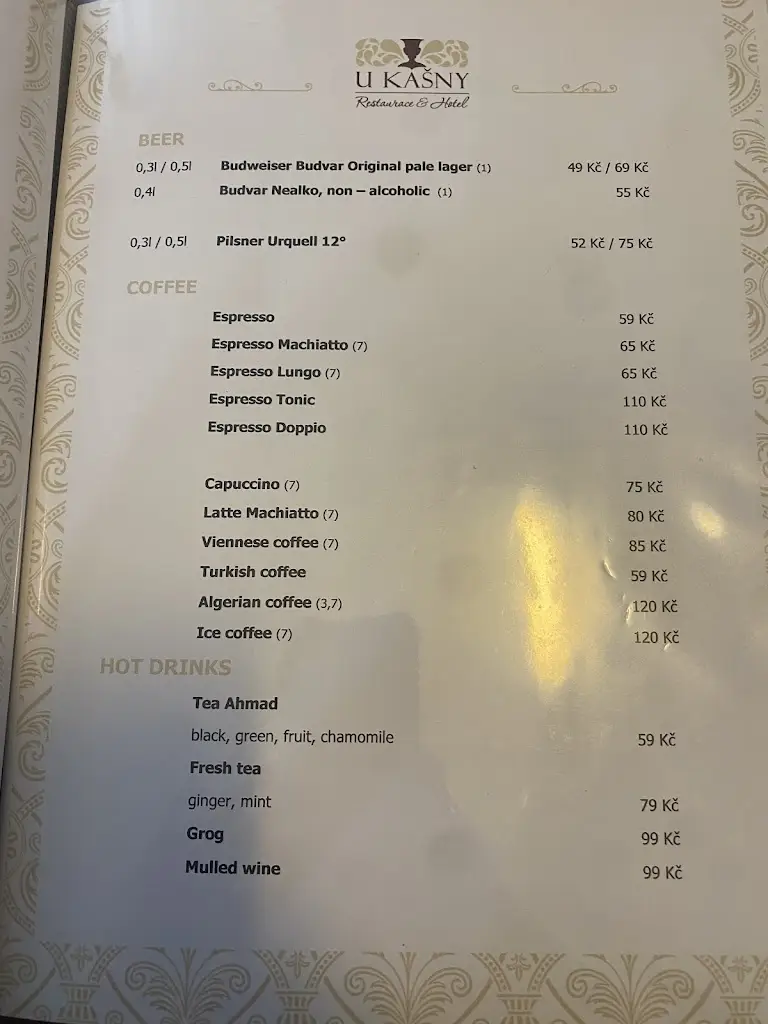 U KAŠNY
Restaurace & Hotel
BEER
0,3l / 0,5l Budweiser Budvar Original pale lager (1) 49 Kč / 69 Kč
0,4l Budvar Nealko, non – alcoholic (1) 55 Kč
0,3l / 0,5l Pilsner Urquell 12° 52 Kč / 75 Kč
COFFEE
Espresso 59 Kč
Espresso Machiatto (7) 65 Kč
Espresso Lungo (7) 65 Kč
Espresso Tonic 110 Kč
Espresso Doppio 110 Kč
Capuccino (7) 75 Kč
Latte Machiatto (7) 80 Kč
Viennese coffee (7) 85 Kč
Turkish coffee 59 Kč
Algerian coffee (3,7) 120 Kč
Ice coffee (7) 120 Kč
HOT DRINKS
Tea Ahmad
black, green, fruit, chamomile 59 Kč
Fresh tea
ginger, mint 79 Kč
Grog 99 Kč
Mulled wine 99 Kč